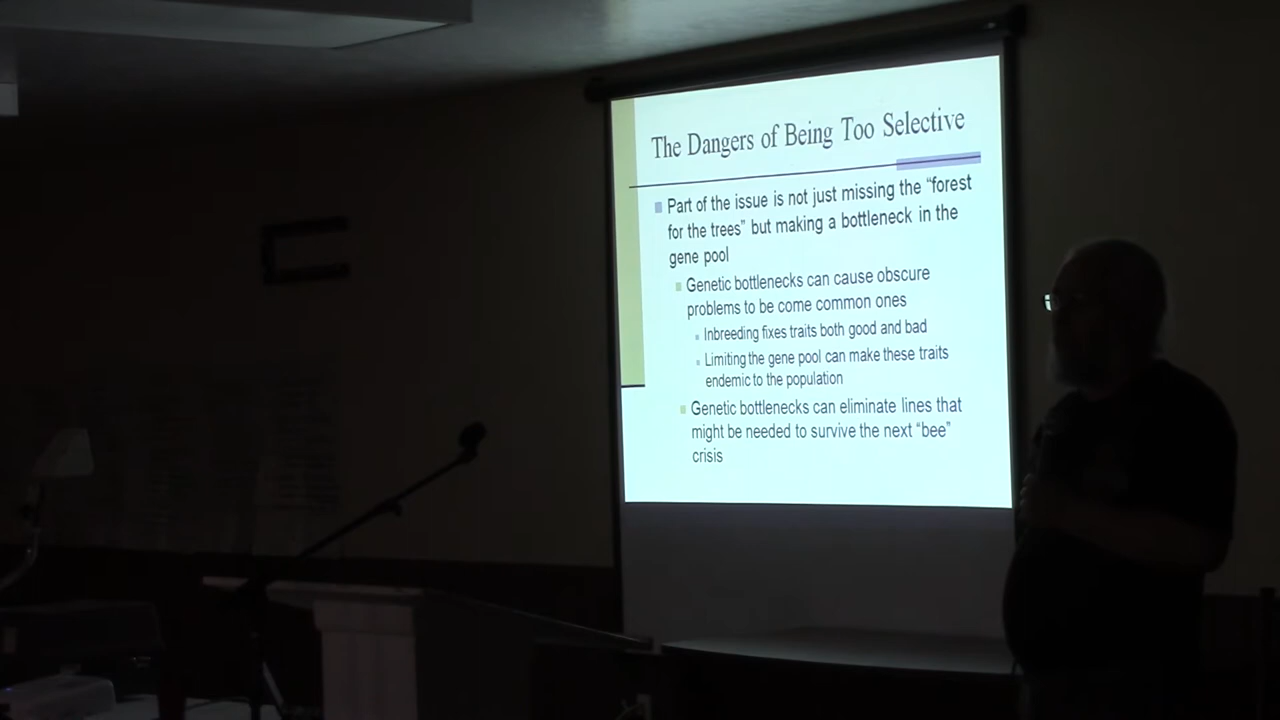 The Dangers of Being Too Selective
Part of the issue is not just missing the “forest
for the trees” but making a bottleneck in the
gene pool
Genetic bottlenecks can cause obscure
problems to be come common ones
Inbreeding fixes traits both good and bad
Limiting the gene pool can make these traits
endemic to the population
Genetic bottlenecks can eliminate lines that
might be needed to survive the next “bee”
crisis